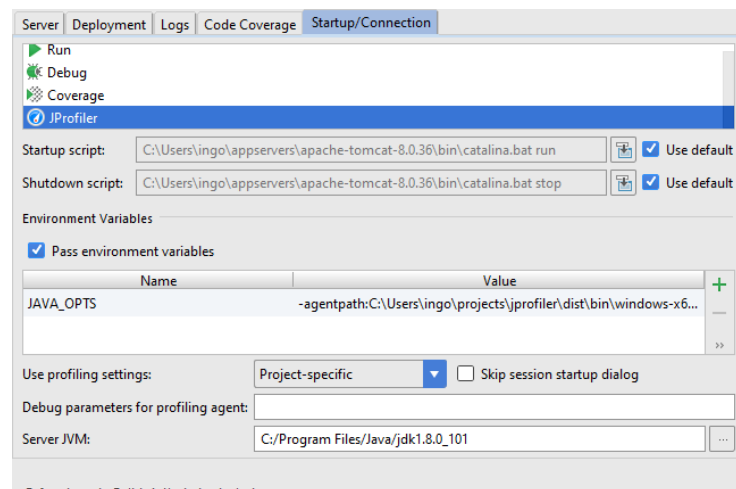 Server Deployment Logs Code Coverage Startup/Connection
Run
Debug
Coverage
JProfiler
Startup script: C:\Users\ingo\appservers\apache-tomcat-8.0.36\bin\catalina.bat run Use default
Shutdown script: C:\Users\ingo\appservers\apache-tomcat-8.0.36\bin\catalina.bat stop Use default
Environment Variables
Pass environment variables
Name Value
JAVA_OPTS -agentpath:C:\Users\ingo\projects\jprofiler\dist\bin\windows-x6...
Use profiling settings: Project-specific Skip session startup dialog
Debug parameters for profiling agent:
Server JVM: C:/Program Files/Java/jdk1.8.0_101 ...